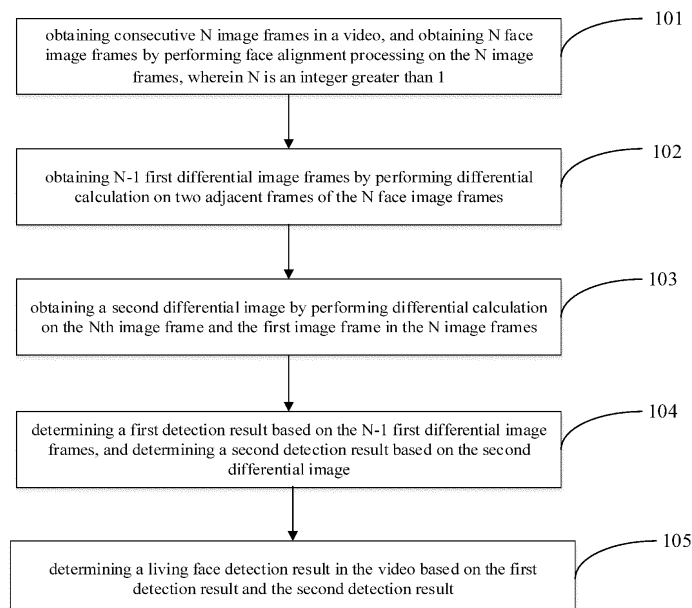 101
obtaining consecutive N image frames in a video, and obtaining N face
image frames by performing face alignment processing on the N image
frames, wherein N is an integer greater than 1
102
obtaining N-1 first differential image frames by performing differential
calculation on two adjacent frames of the N face image frames
103
obtaining a second differential image by performing differential calculation
on the Nth image frame and the first image frame in the N image frames
104
determining a first detection result based on the N-1 first differential image
frames, and determining a second detection result based on the second
differential image
105
determining a living face detection result in the video based on the first
detection result and the second detection result